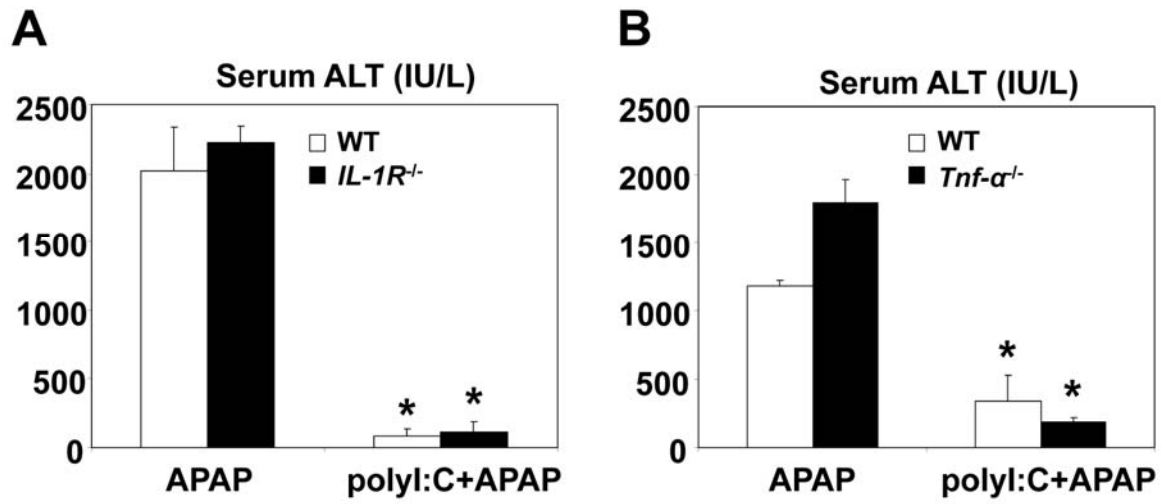 A
Serum ALT (IU/L)
2500
2000
1500
1000
500
0
WT
IL-1R-/-
*
*
APAP
polyI:C+APAP
B
Serum ALT (IU/L)
2500
2000
1500
1000
500
0
WT
Tnf-α-/-
*
*
APAP
polyI:C+APAP